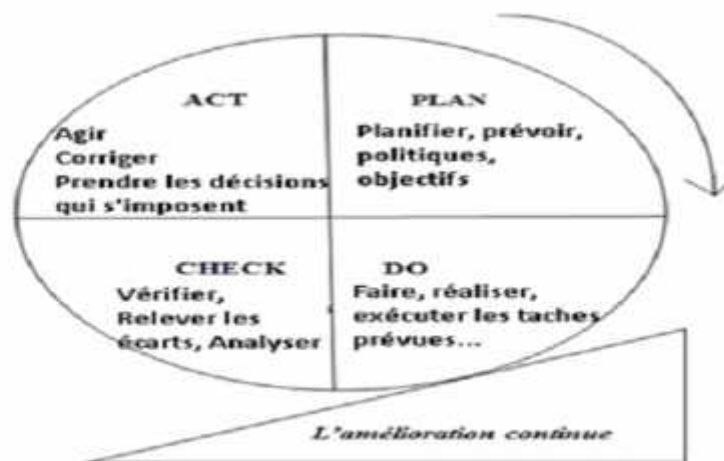 ACT
Agir
Corriger
Prendre les décisions
qui s'imposent
PLAN
Planifier, prévoir,
politiques,
objectifs
CHECK
Vérifier,
Relever les
écarts, Analyser
DO
Faire, réaliser,
exécuter les taches
prévues...
L'amélioration continue